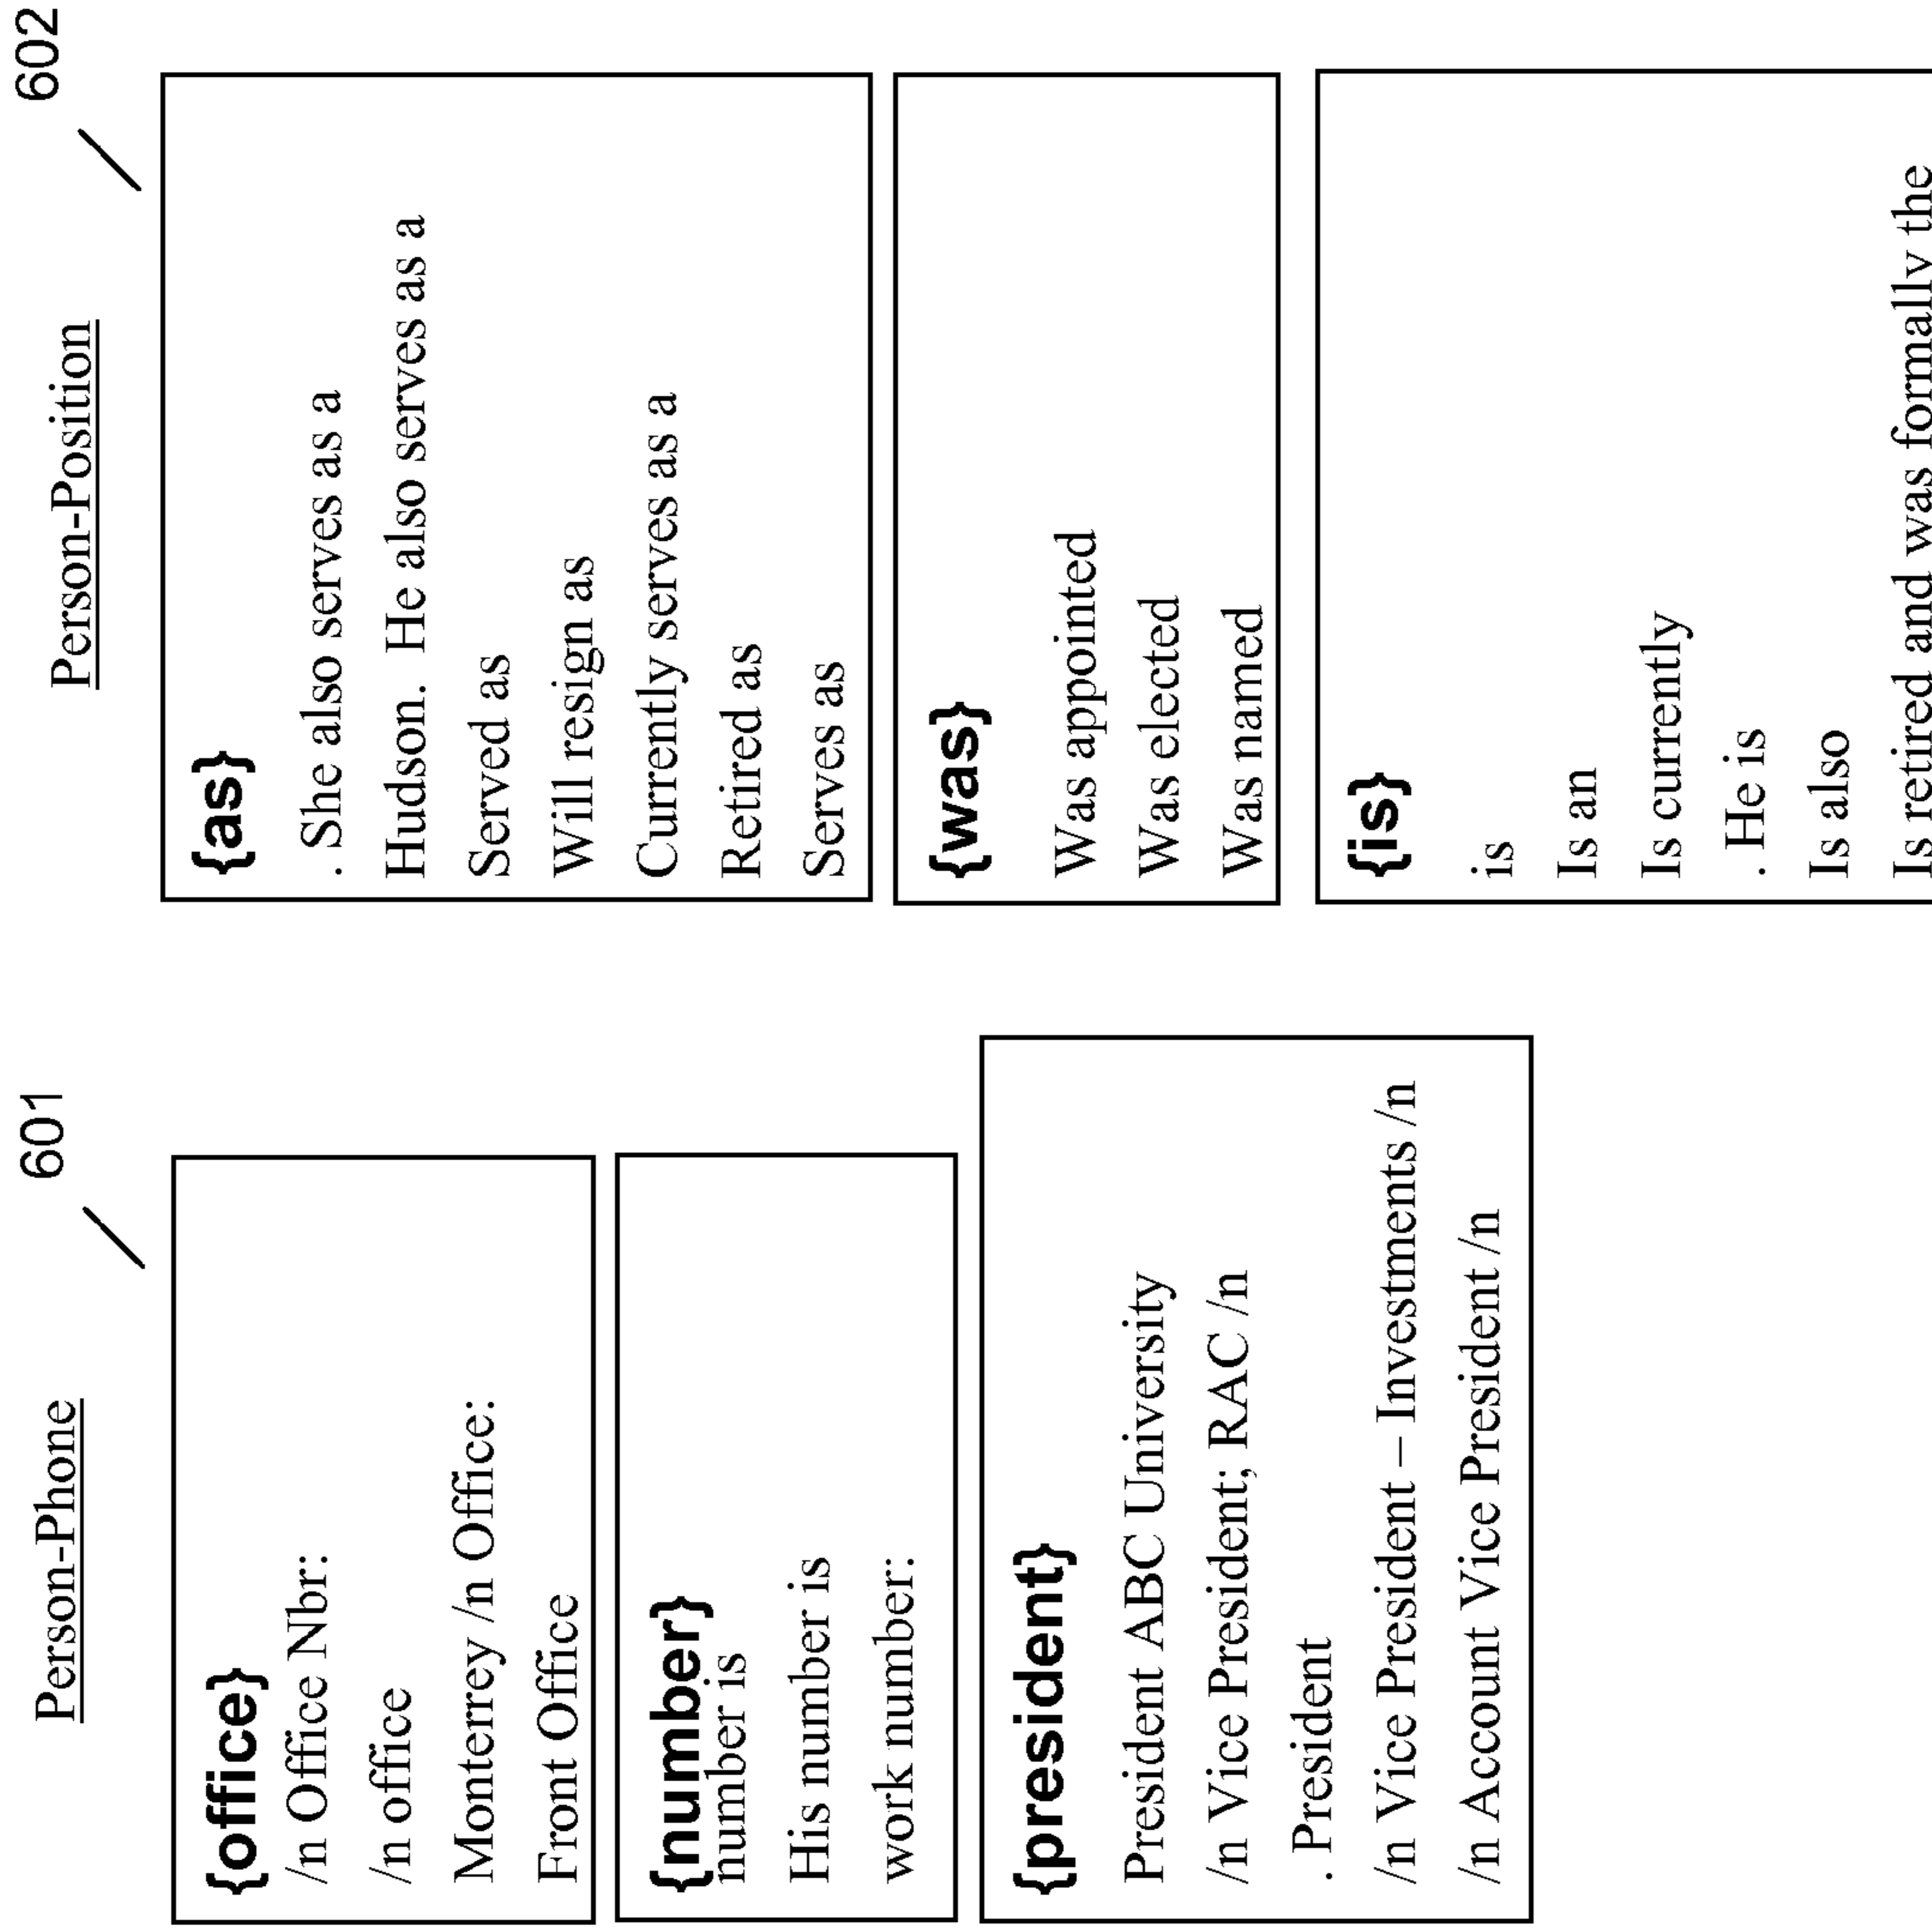 Person-Phone
601
{office}
/n Office Nbr:
/n office
Monterrey /n Office:
Front Office
{number}
number is
His number is
work number:
{president}
President ABC University
/n Vice President; RAC /n
. President
/n Vice President – Investments /n
/n Account Vice President /n
Person-Position
602
{as}
. She also serves as a
Hudson. He also serves as a
Served as
Will resign as
Currently serves as a
Retired as
Serves as
{was}
Was appointed
Was elected
Was named
{is}
is
Is an
Is currently
. He is
Is also
Is retired and was formally the